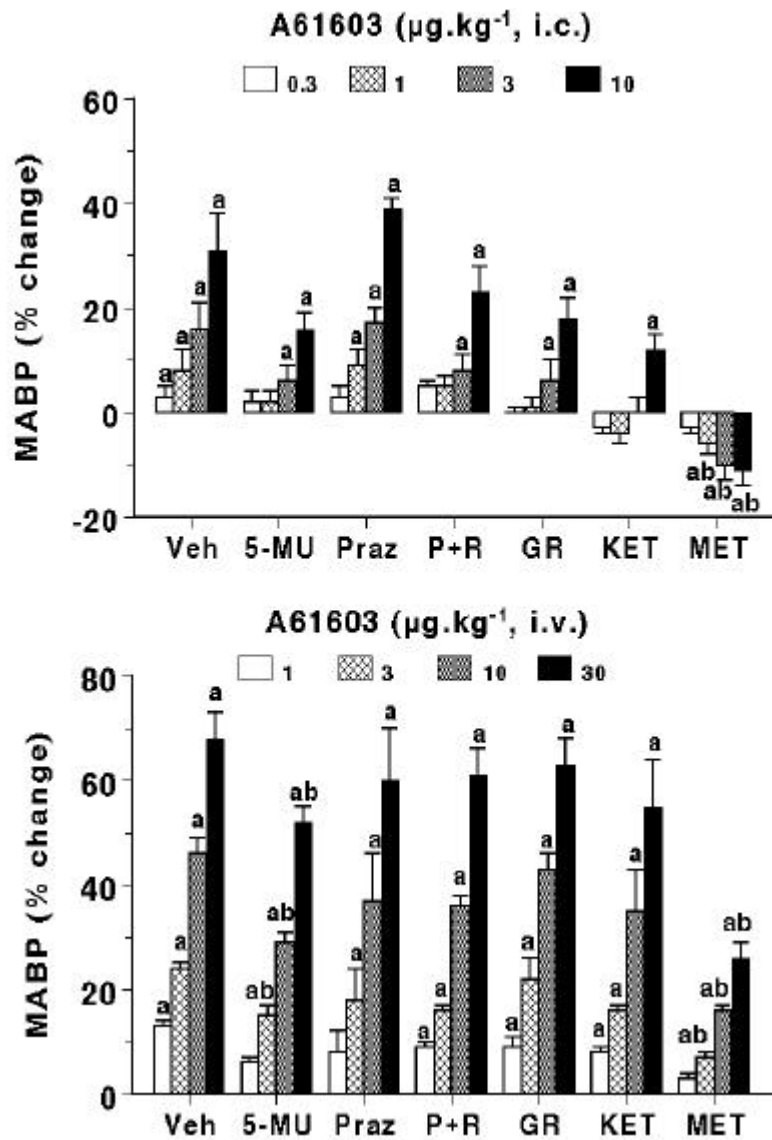 A61603 (µg.kg⁻¹, i.c.)
0.3 1 3 10
MABP (% change)
60
40
20
0
-20
a a a a a a a a a a a a a a a
ab ab ab
Veh 5-MU Praz P+R GR KET MET
A61603 (µg.kg⁻¹, i.v.)
1 3 10 30
MABP (% change)
80
60
40
20
0
a a a a ab ab ab a a a a a a a a a a a a a a ab ab ab
Veh 5-MU Praz P+R GR KET MET